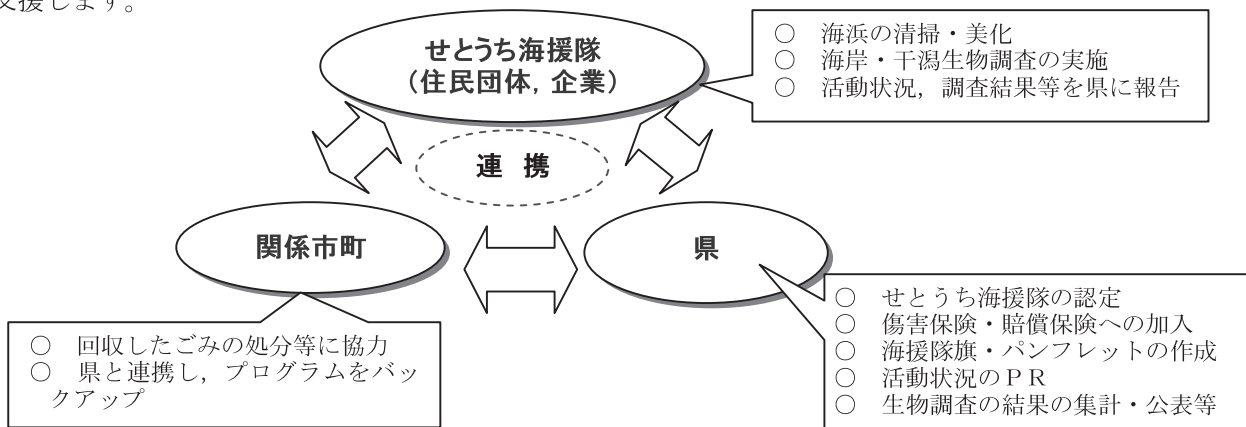 支援します。
せとうち海援隊
（住民団体，企業）
○　海浜の清掃・美化
○　海岸・干潟生物調査の実施
○　活動状況，調査結果等を県に報告
連　携
関係市町
県
○　回収したごみの処分等に協力
○　県と連携し，プログラムをバッ
クアップ
○　せとうち海援隊の認定
○　傷害保険・賠償保険への加入
○　海援隊旗・パンフレットの作成
○　活動状況のＰＲ
○　生物調査の結果の集計・公表等